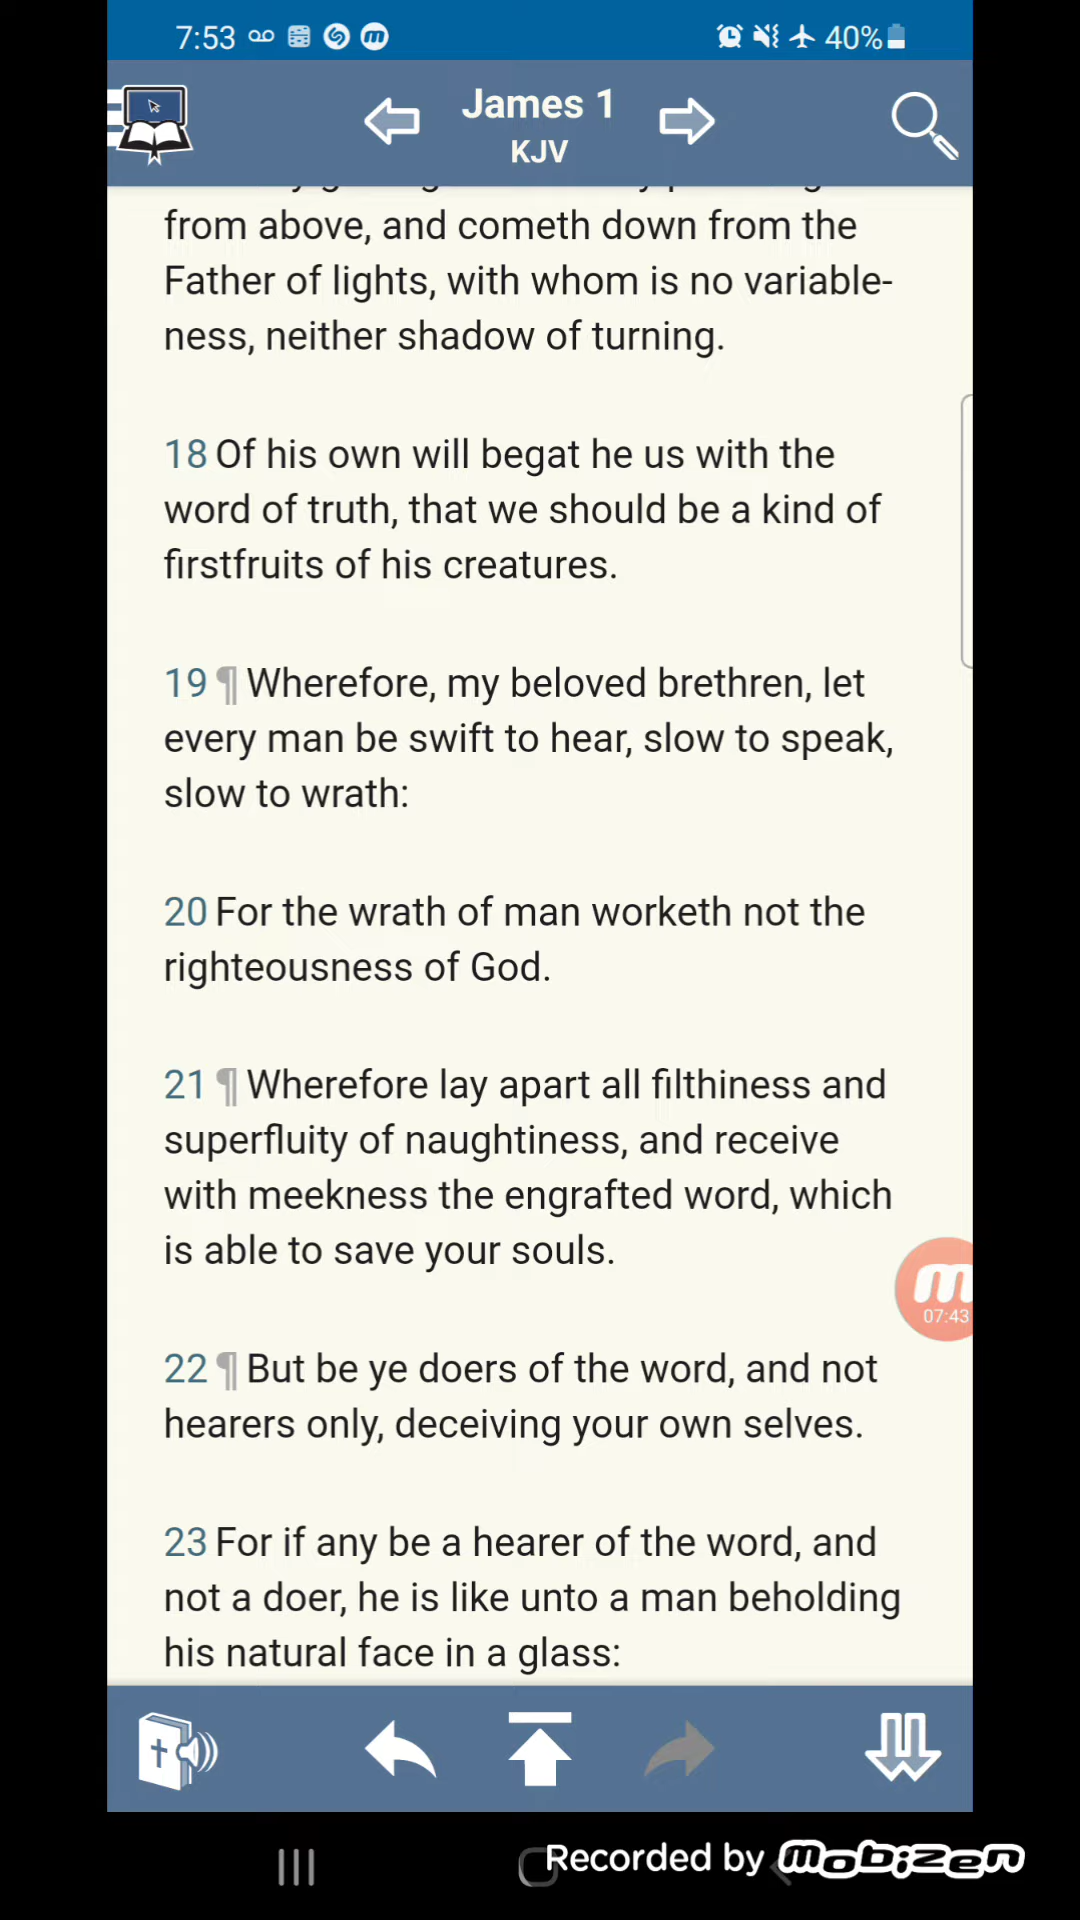 7:53
40%
James 1
KJV
from above, and cometh down from the
Father of lights, with whom is no variable-
ness, neither shadow of turning.
18 Of his own will begat he us with the
word of truth, that we should be a kind of
firstfruits of his creatures.
19 ¶ Wherefore, my beloved brethren, let
every man be swift to hear, slow to speak,
slow to wrath:
20 For the wrath of man worketh not the
righteousness of God.
21 ¶ Wherefore lay apart all filthiness and
superfluity of naughtiness, and receive
with meekness the engrafted word, which
is able to save your souls.
22 ¶ But be ye doers of the word, and not
hearers only, deceiving your own selves.
23 For if any be a hearer of the word, and
not a doer, he is like unto a man beholding
his natural face in a glass:
m
07:43
Recorded by mobizen